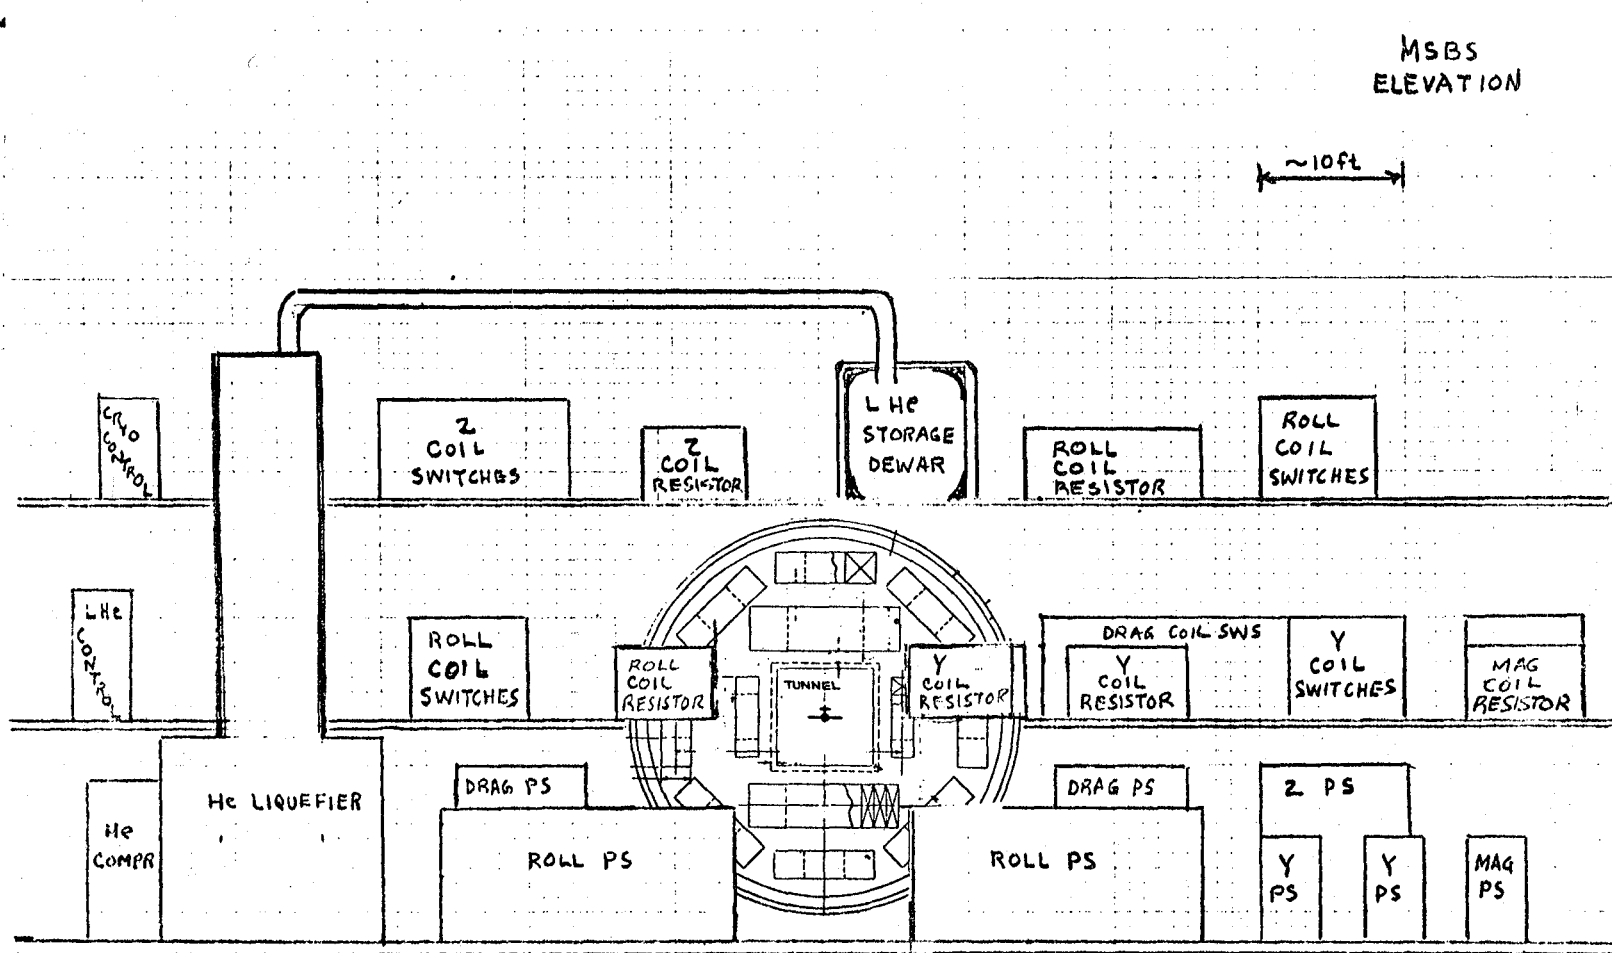 MSBS
ELEVATION
~10ft
CRYO
CONTROL
Z
COIL
SWITCHES
Z
COIL
RESISTOR
L He
STORAGE
DEWAR
ROLL
COIL
RESISTOR
ROLL
COIL
SWITCHES
LHe
CONTROL
ROLL
COIL
SWITCHES
ROLL
COIL
RESISTOR
TUNNEL
Y
COIL
RESISTOR
DRAG COIL SWS
Y
COIL
RESISTOR
Y
COIL
SWITCHES
MAG
COIL
RESISTOR
He
COMPR
He LIQUEFIER
DRAG PS
ROLL PS
DRAG PS
ROLL PS
Z PS
Y
PS
Y
PS
MAG
PS